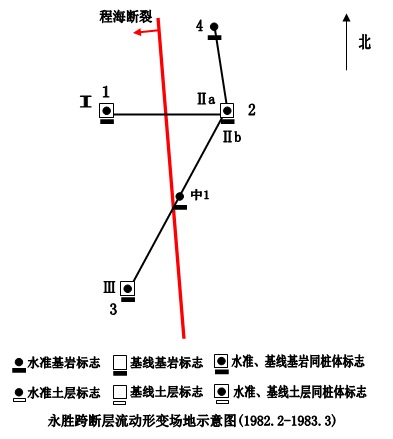 程海断裂
4
北
1
Ⅱa
Ⅱ
2
Ⅱb
中1
Ⅲ
3
水准基岩标志 基线基岩标志 水准、基线基岩同桩体标志
水准土层标志 基线土层标志 水准、基线土层同桩体标志
永胜跨断层流动形变场地示意图(1982.2-1983.3)